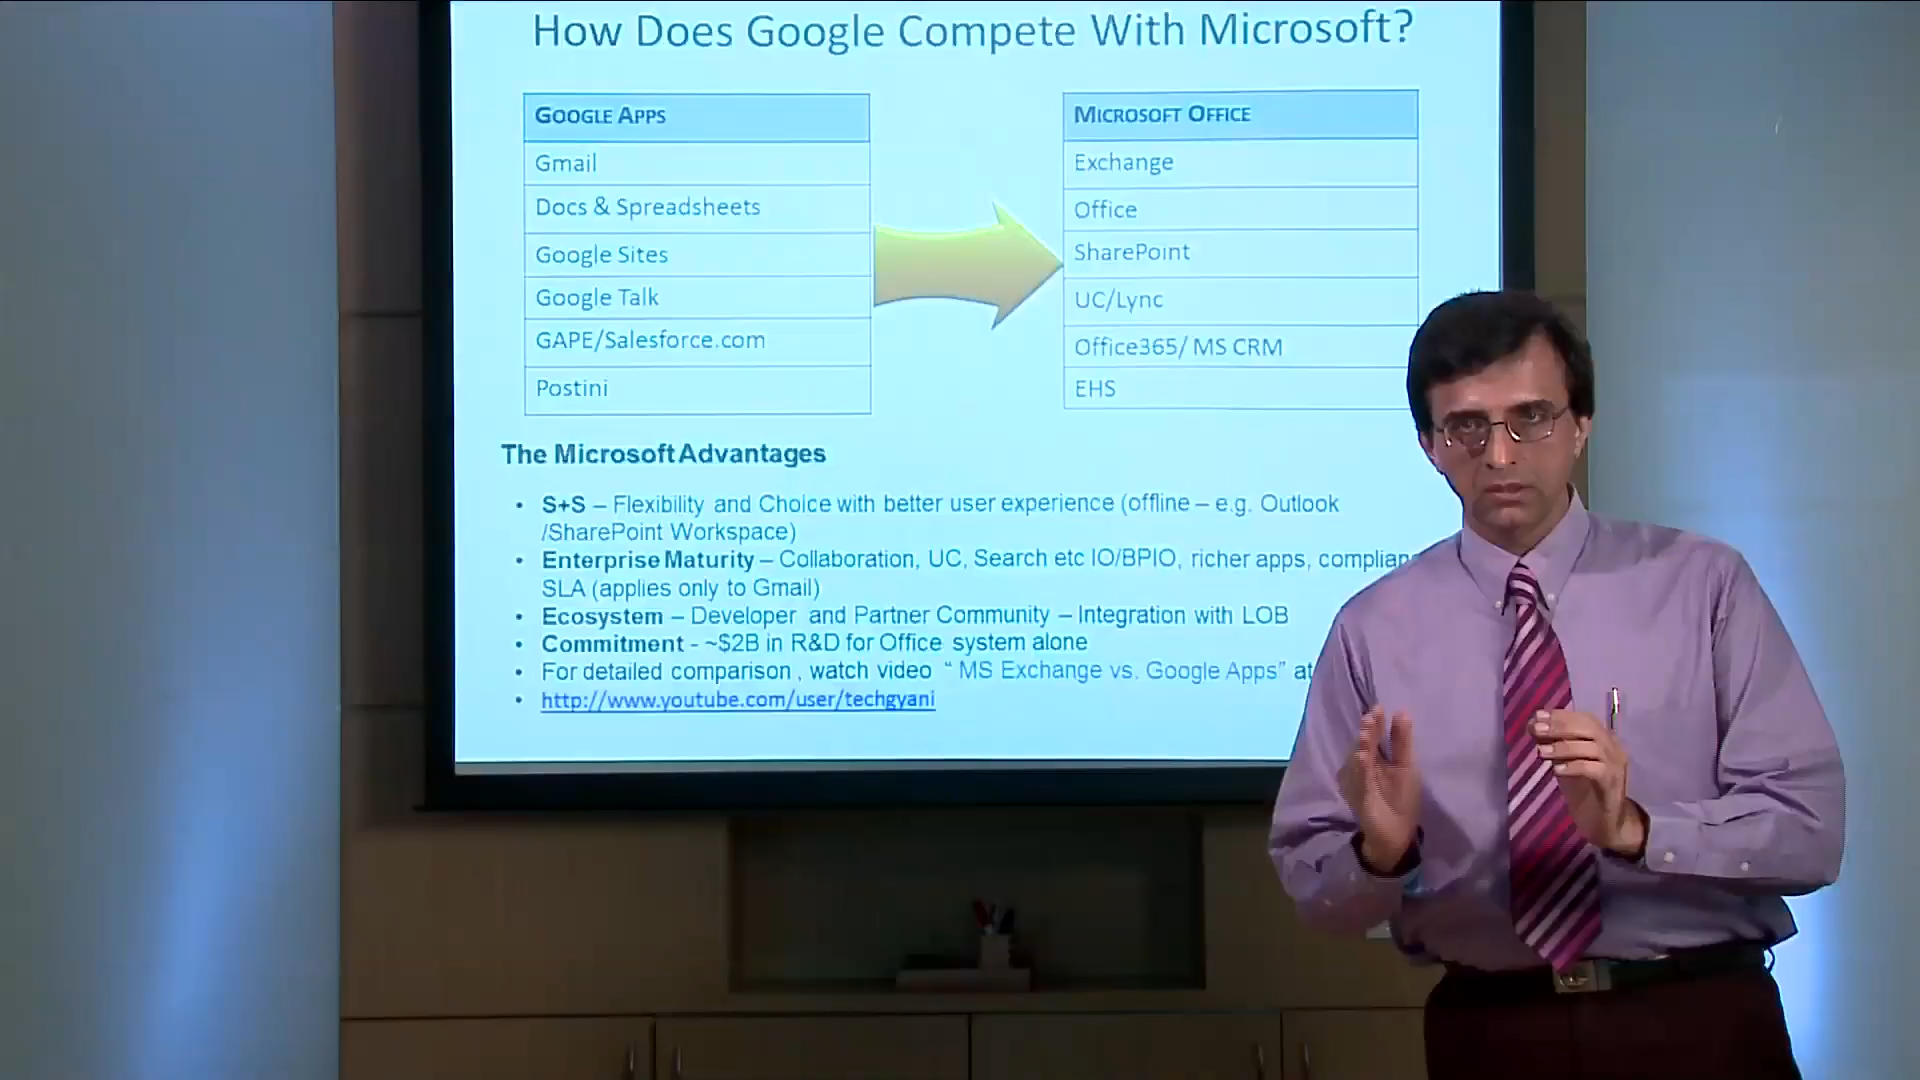 How Does Google Compete With Microsoft?
GOOGLE APPS
Gmail
Docs & Spreadsheets
Google Sites
Google Talk
GAPE/Salesforce.com
Postini
MICROSOFT OFFICE
Exchange
Office
SharePoint
UC/Lync
Office365/ MS CRM
EHS
The Microsoft Advantages
• S+S – Flexibility and Choice with better user experience (offline – e.g. Outlook
/SharePoint Workspace)
• Enterprise Maturity – Collaboration, UC, Search etc IO/BPIO, richer apps,
SLA (applies only to Gmail)
• Ecosystem – Developer and Partner Community – Integration with LOB
• Commitment - ~$2B in R&D for Office system alone
• For detailed comparison , watch video “ MS Exchange vs. Google Apps” at
• http://www.youtube.com/user/techgyani